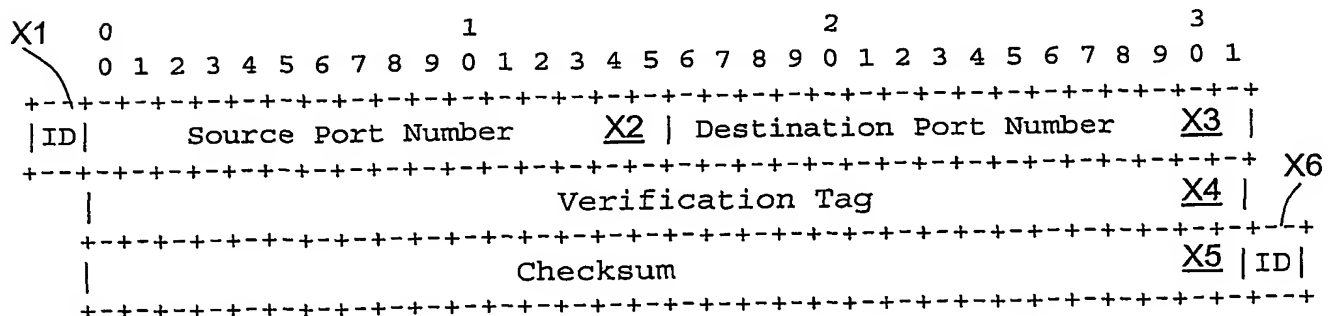 X1 0 1 2 3
0 1 2 3 4 5 6 7 8 9 0 1 2 3 4 5 6 7 8 9 0 1 2 3 4 5 6 7 8 9 0 1
+--+-+-+-+-+-+-+-+-+-+-+-+-+-+-+-+-+-+-+-+-+-+-+-+-+-+-+-+-+-+-+-+-+
|ID| Source Port Number X2 | Destination Port Number X3 |
+--+-+-+-+-+-+-+-+-+-+-+-+-+-+-+-+-+-+-+-+-+-+-+-+-+-+-+-+-+-+-+-+-+ X6
| Verification Tag X4 |
+-+-+-+-+-+-+-+-+-+-+-+-+-+-+-+-+-+-+-+-+-+-+-+-+-+-+-+-+-+-+-+-+--+
| Checksum X5 |ID|
+-+-+-+-+-+-+-+-+-+-+-+-+-+-+-+-+-+-+-+-+-+-+-+-+-+-+-+-+-+-+-+-+--+